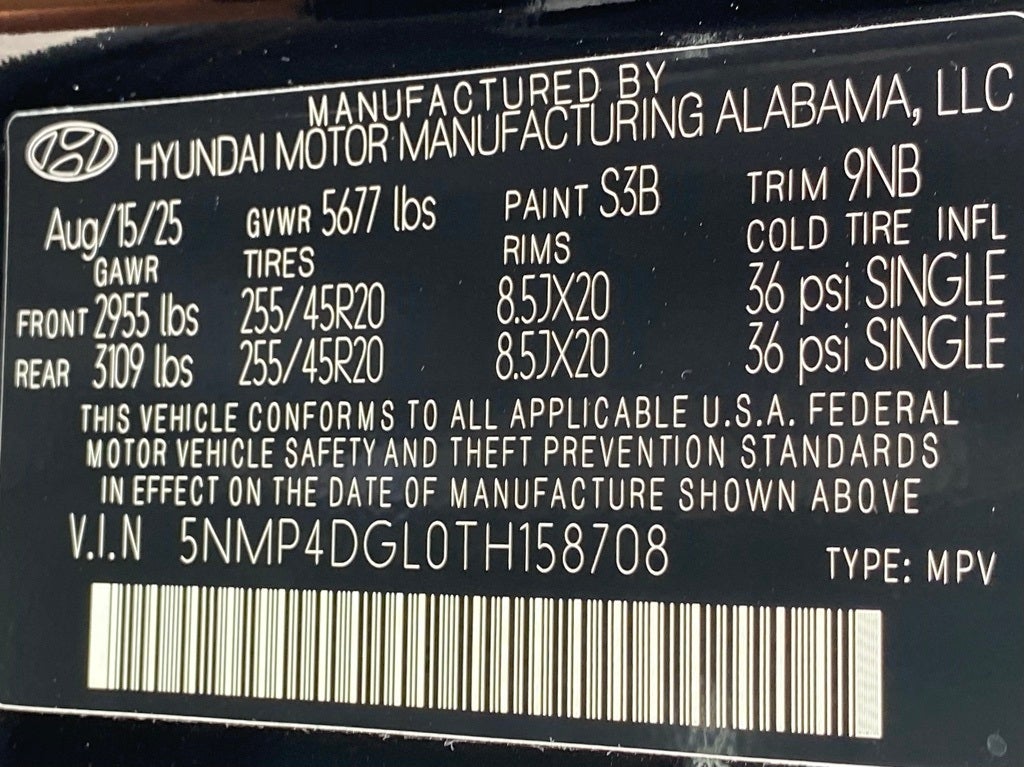 MANUFACTURED BY
HYUNDAI MOTOR MANUFACTURING ALABAMA, LLC
Aug/15/25 GVWR 5677 lbs PAINT S3B TRIM 9NB
GAWR TIRES RIMS COLD TIRE INFL
FRONT 2955 lbs 255/45R20 8.5JX20 36 psi SINGLE
REAR 3109 lbs 255/45R20 8.5JX20 36 psi SINGLE
THIS VEHICLE CONFORMS TO ALL APPLICABLE U.S.A. FEDERAL
MOTOR VEHICLE SAFETY AND THEFT PREVENTION STANDARDS
IN EFFECT ON THE DATE OF MANUFACTURE SHOWN ABOVE
V.I.N 5NMP4DGL0TH158708 TYPE: MPV